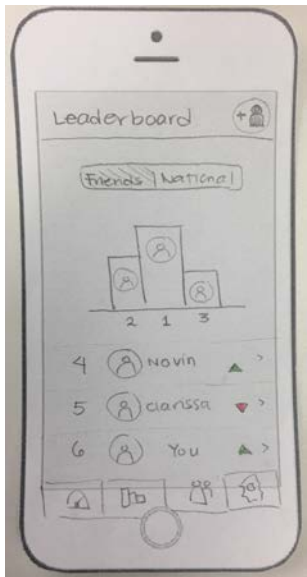 Leaderboard +
Friends | National
2 1 3
4 Novin >
5 Clarissa >
6 You >